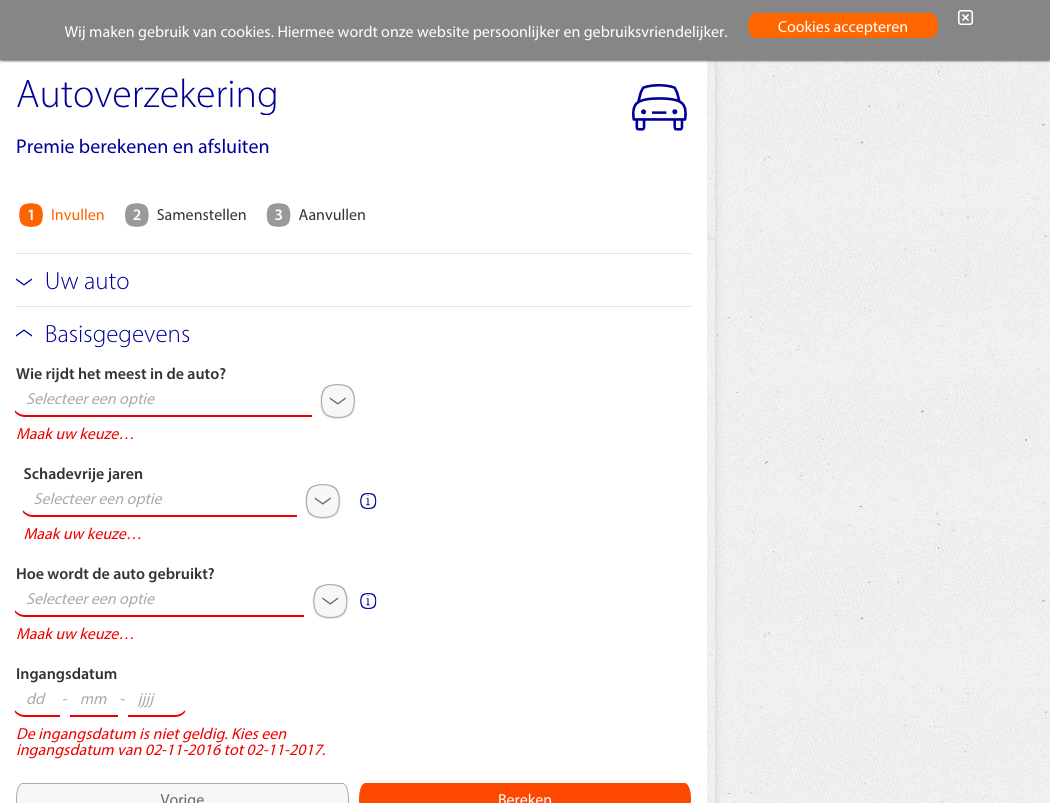 Wij maken gebruik van cookies. Hiermee wordt onze website persoonlijker en gebruiksvriendelijker.
Cookies accepteren
Autoverzekering
Premie berekenen en afsluiten
1 Invullen 2 Samenstellen 3 Aanvullen
Uw auto
Basisgegevens
Wie rijdt het meest in de auto?
Selecteer een optie
Maak uw keuze…
Schadevrije jaren
Selecteer een optie
Maak uw keuze…
Hoe wordt de auto gebruikt?
Selecteer een optie
Maak uw keuze…
Ingangsdatum
dd - mm - jjjj
De ingangsdatum is niet geldig. Kies een
ingangsdatum van 02-11-2016 tot 02-11-2017.
Vorige Bereken